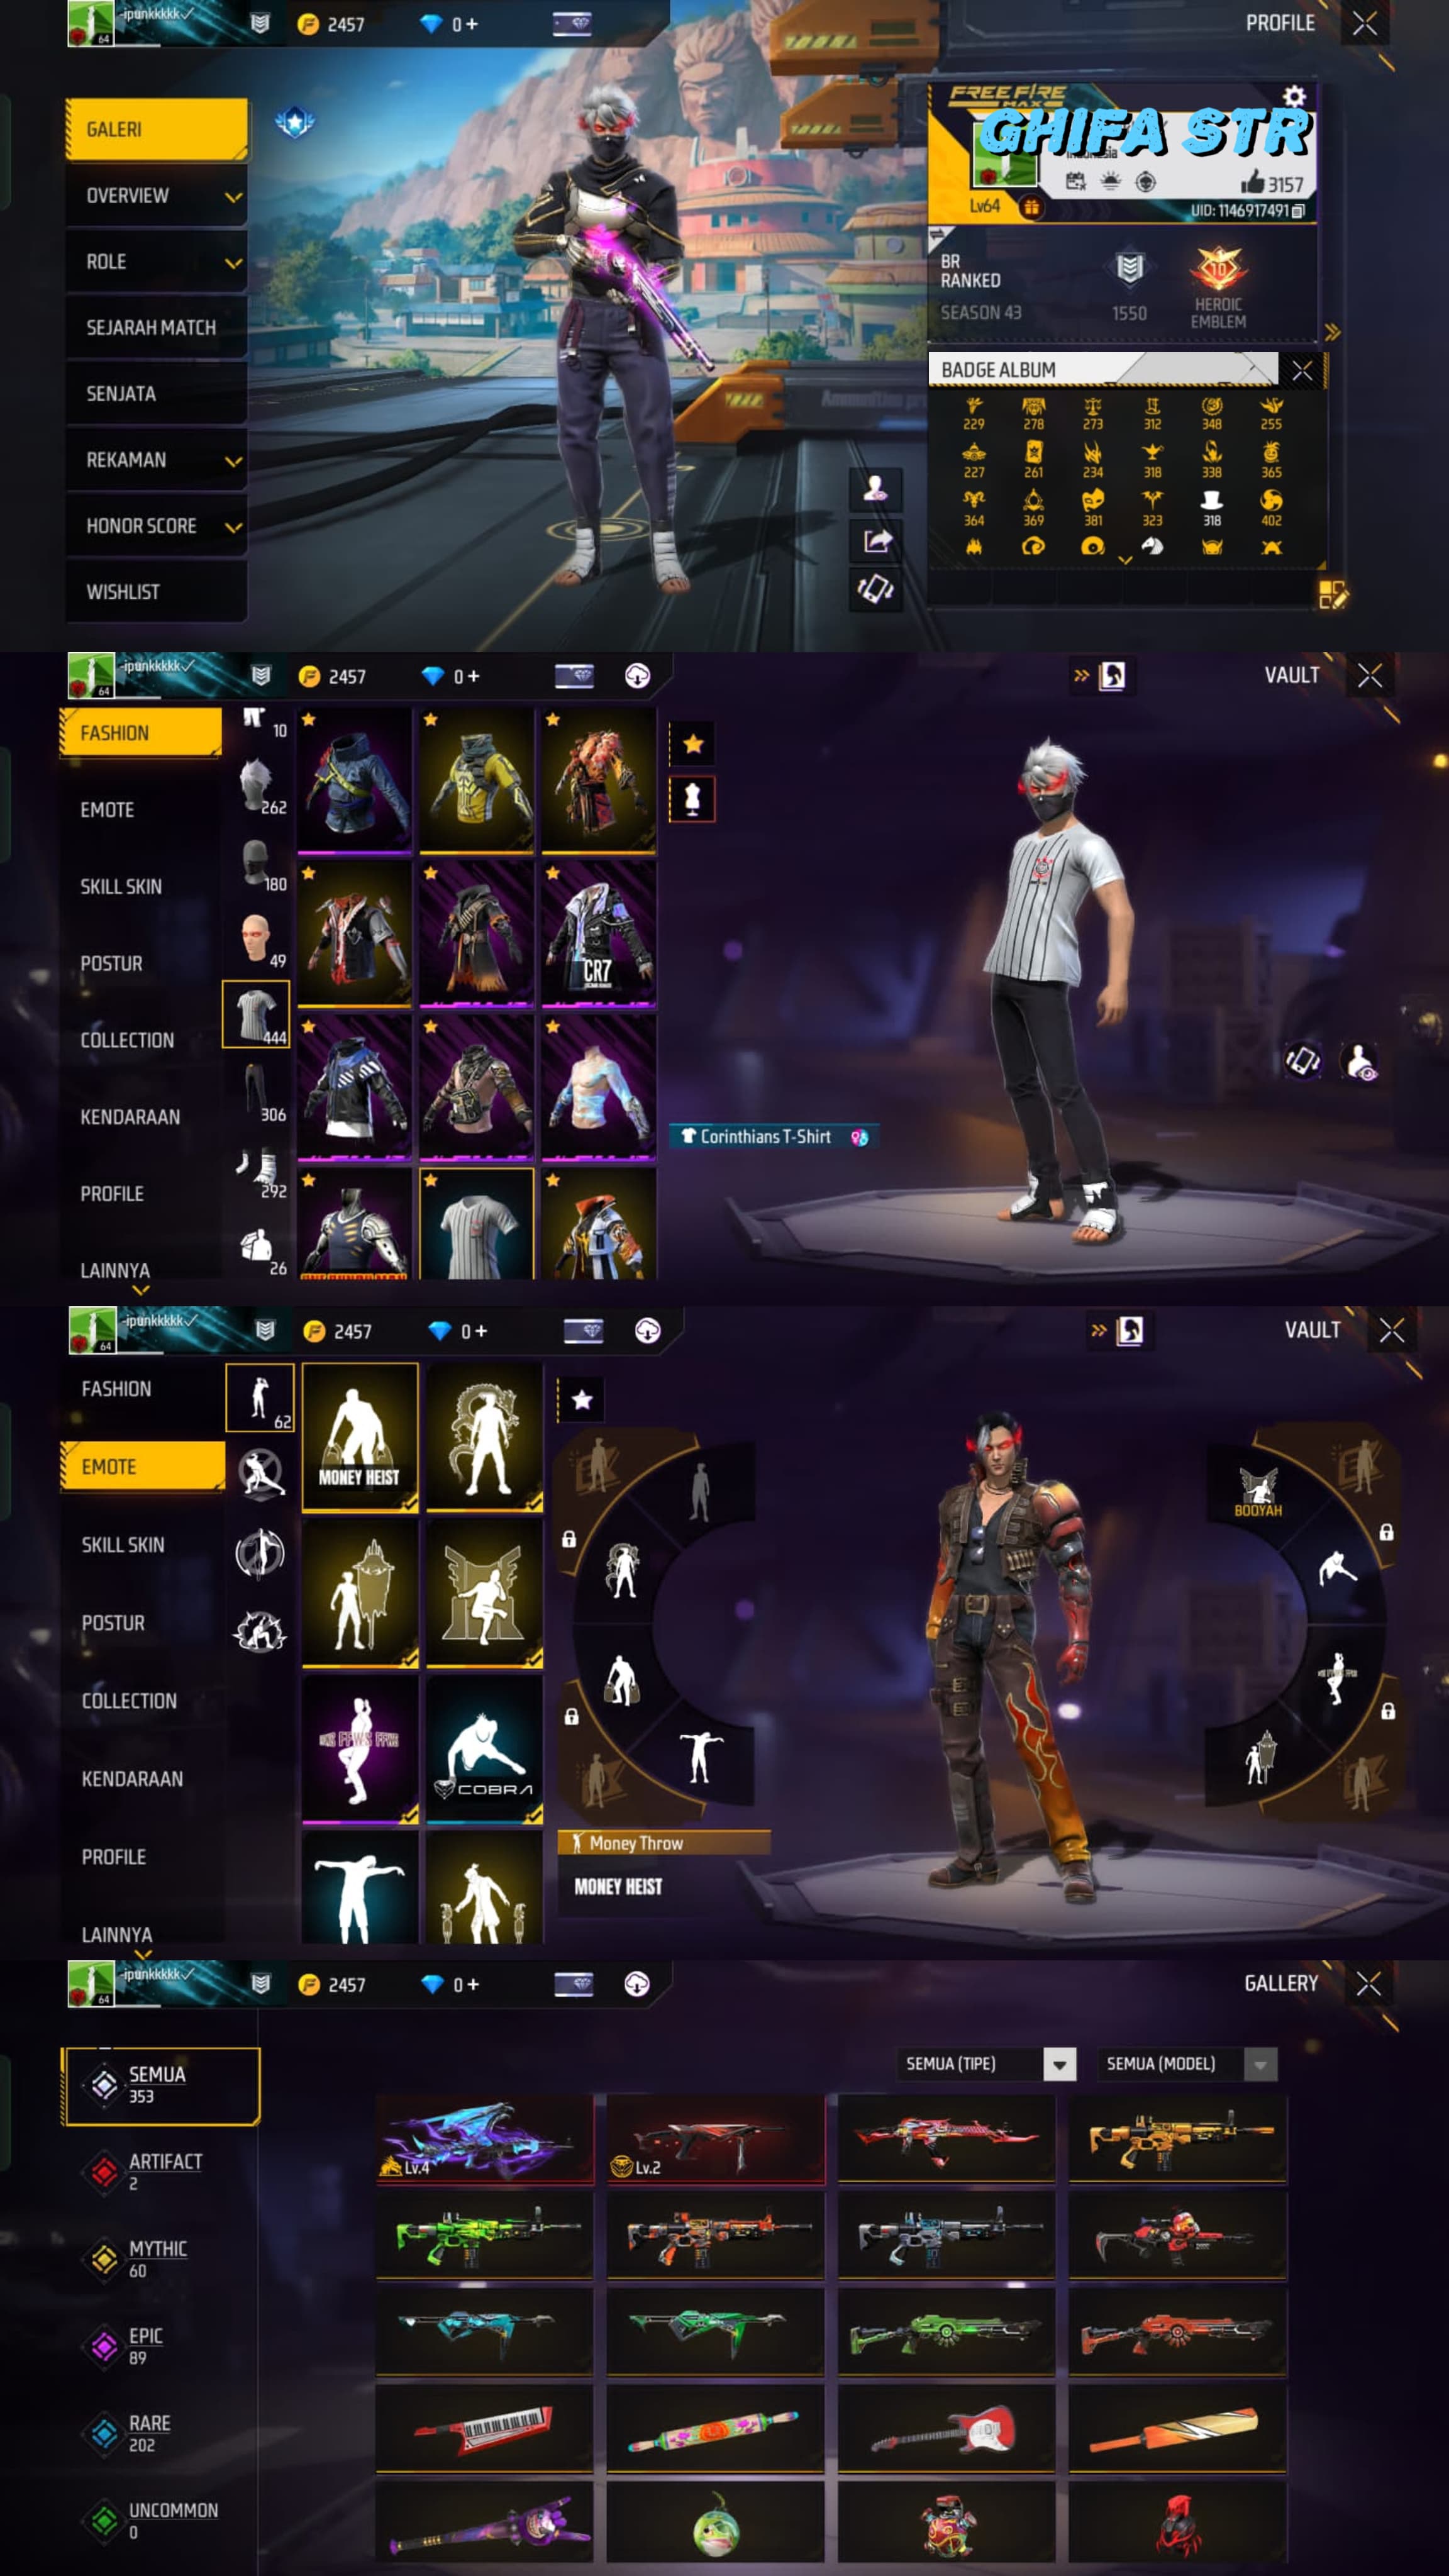 -ipunkkkkk✓
64
2457
0 +
PROFILE
GALERI
OVERVIEW
ROLE
SEJARAH MATCH
SENJATA
REKAMAN
HONOR SCORE
WISHLIST
FREE FIRE
MAX
GHIFA STR
Indonesia
3157
Lv64
UID: 1146917491
BR
RANKED
SEASON 43
1550
10
HEROIC
EMBLEM
BADGE ALBUM
229 278 273 312 348 255
227 261 234 318 338 365
364 369 381 323 318 402
-ipunkkkkk✓
64
2457
0 +
VAULT
FASHION
EMOTE
SKILL SKIN
POSTUR
COLLECTION
KENDARAAN
PROFILE
LAINNYA
10
262
180
49
444
306
292
26
CR7
Corinthians T-Shirt
-ipunkkkkk✓
64
2457
0 +
VAULT
FASHION
EMOTE
SKILL SKIN
POSTUR
COLLECTION
KENDARAAN
PROFILE
LAINNYA
62
MONEY HEIST
FFWS
COBRA
BOOYAH
Money Throw
MONEY HEIST
-ipunkkkkk✓
64
2457
0 +
GALLERY
SEMUA
353
ARTIFACT
2
MYTHIC
60
EPIC
89
RARE
202
UNCOMMON
0
SEMUA (TIPE)
SEMUA (MODEL)
Lv.4
Lv.2